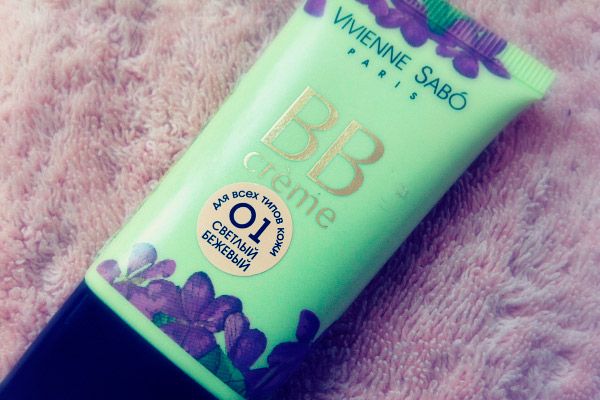 VIVIENNE SABÓ
PARIS
BB
crème
ДЛЯ ВСЕХ ТИПОВ КОЖИ
01
СВЕТЛЫЙ
БЕЖЕВЫЙ